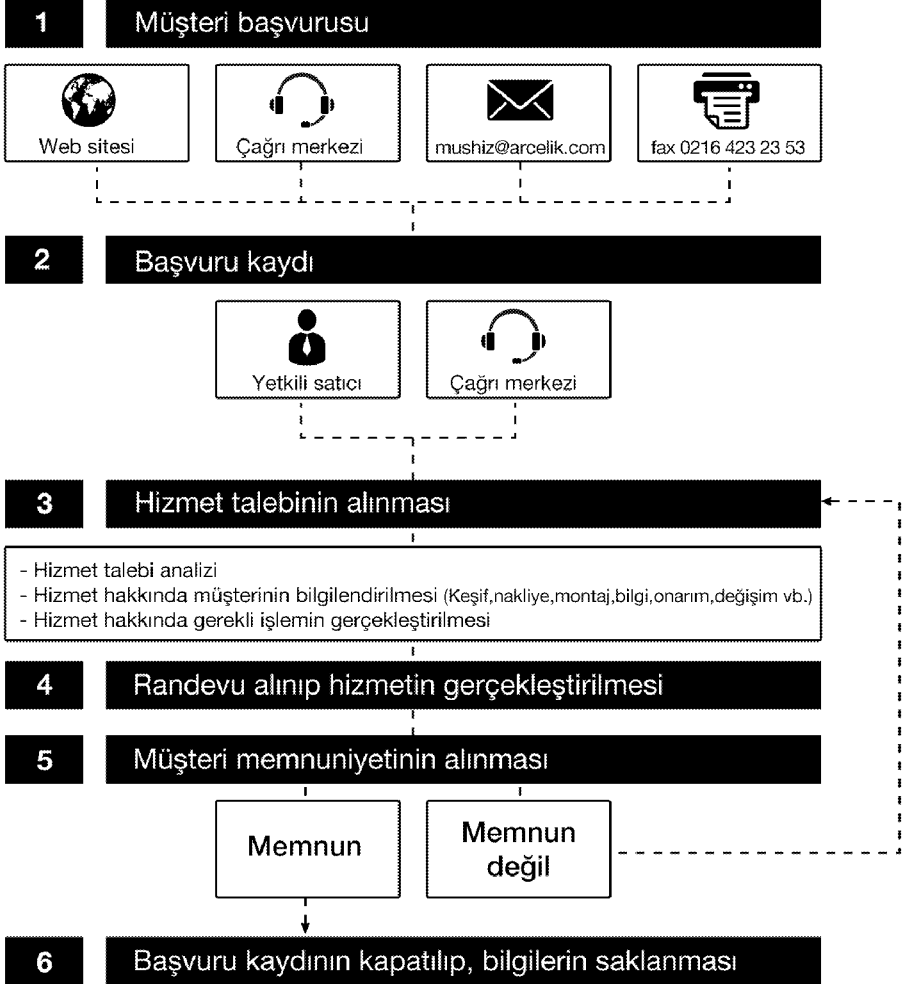 1 Müşteri başvurusu
Web sitesi
Çağrı merkezi
mushiz@arcelik.com
fax 0216 423 23 53
2 Başvuru kaydı
Yetkili satıcı
Çağrı merkezi
3 Hizmet talebinin alınması
- Hizmet talebi analizi
- Hizmet hakkında müşterinin bilgilendirilmesi (Keşif,nakliye,montaj,bilgi,onarım,değişim vb.)
- Hizmet hakkında gerekli işlemin gerçekleştirilmesi
4 Randevu alınıp hizmetin gerçekleştirilmesi
5 Müşteri memnuniyetinin alınması
Memnun
Memnun
değil
6 Başvuru kaydının kapatılıp, bilgilerin saklanması